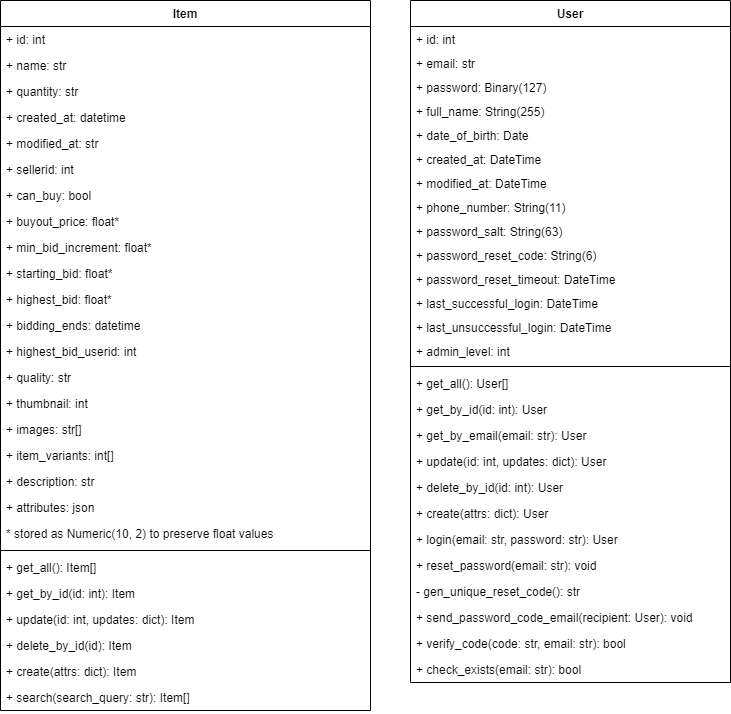 Item
+ id: int
+ name: str
+ quantity: str
+ created_at: datetime
+ modified_at: str
+ sellerid: int
+ can_buy: bool
+ buyout_price: float*
+ min_bid_increment: float*
+ starting_bid: float*
+ highest_bid: float*
+ bidding_ends: datetime
+ highest_bid_userid: int
+ quality: str
+ thumbnail: int
+ images: str[]
+ item_variants: int[]
+ description: str
+ attributes: json
* stored as Numeric(10, 2) to preserve float values
+ get_all(): Item[]
+ get_by_id(id: int): Item
+ update(id: int, updates: dict): Item
+ delete_by_id(id): Item
+ create(attrs: dict): Item
+ search(search_query: str): Item[]
User
+ id: int
+ email: str
+ password: Binary(127)
+ full_name: String(255)
+ date_of_birth: Date
+ created_at: DateTime
+ modified_at: DateTime
+ phone_number: String(11)
+ password_salt: String(63)
+ password_reset_code: String(6)
+ password_reset_timeout: DateTime
+ last_successful_login: DateTime
+ last_unsuccessful_login: DateTime
+ admin_level: int
+ get_all(): User[]
+ get_by_id(id: int): User
+ get_by_email(email: str): User
+ update(id: int, updates: dict): User
+ delete_by_id(id: int): User
+ create(attrs: dict): User
+ login(email: str, password: str): User
+ reset_password(email: str): void
- gen_unique_reset_code(): str
+ send_password_code_email(recipient: User): void
+ verify_code(code: str, email: str): bool
+ check_exists(email: str): bool